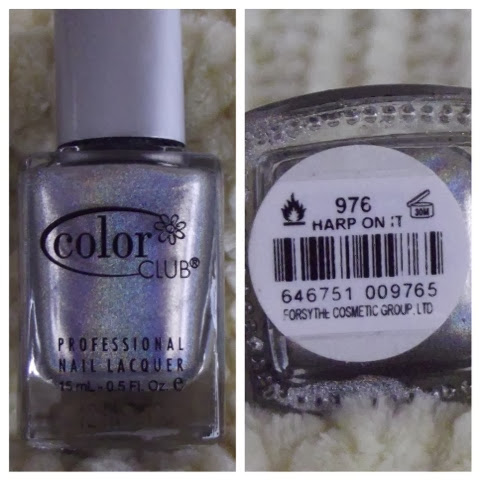 color
CLUB®
PROFESSIONAL
NAIL LACQUER
15 mL - 0.5 Fl. Oz. e
976
30M
HARP ON IT
646751 009765
FORSYTHE COSMETIC GROUP, LTD